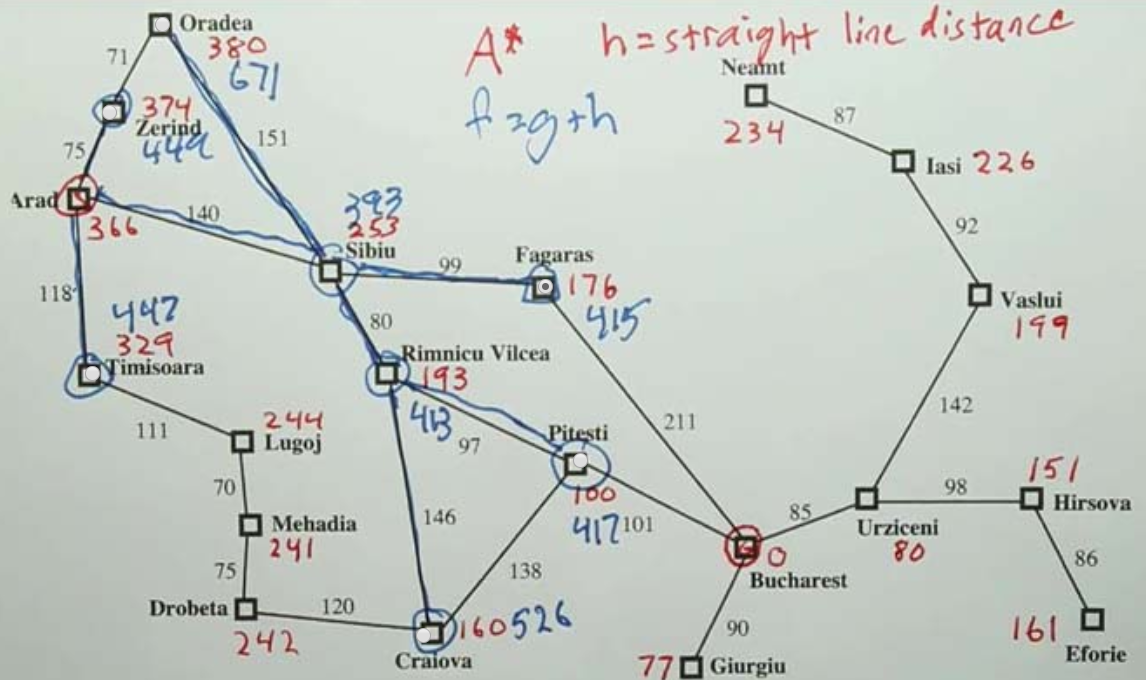 Oradea
380
671
A* h = straight line distance
f = g + h
Neamt
234
87
Iasi 226
92
Vaslui
199
142
71
374
Zerind
449
75
151
Arad
366
140
393
253
Sibiu
99
Fagaras
176
415
118
447
329
Timisoara
80
Rimnicu Vilcea
193
413
97
211
Pitesti
100
417
101
111
244
Lugoj
70
Mehadia
241
75
Drobeta
242
120
146
138
160 526
Craiova
85
Urziceni
80
98
151
Hirsova
86
161
Eforie
0
Bucharest
90
77 Giurgiu